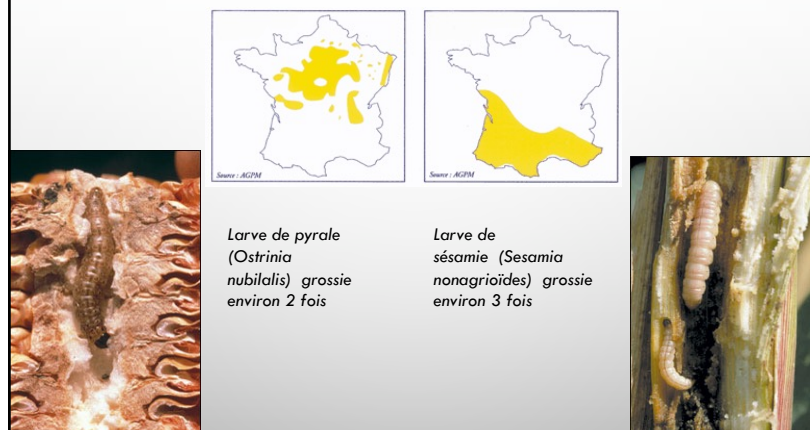 Source : AGPM
Source : AGPM
Larve de pyrale
(Ostrinia
nubilalis) grossie
environ 2 fois
Larve de
sésamie (Sesamia
nonagrioïdes) grossie
environ 3 fois